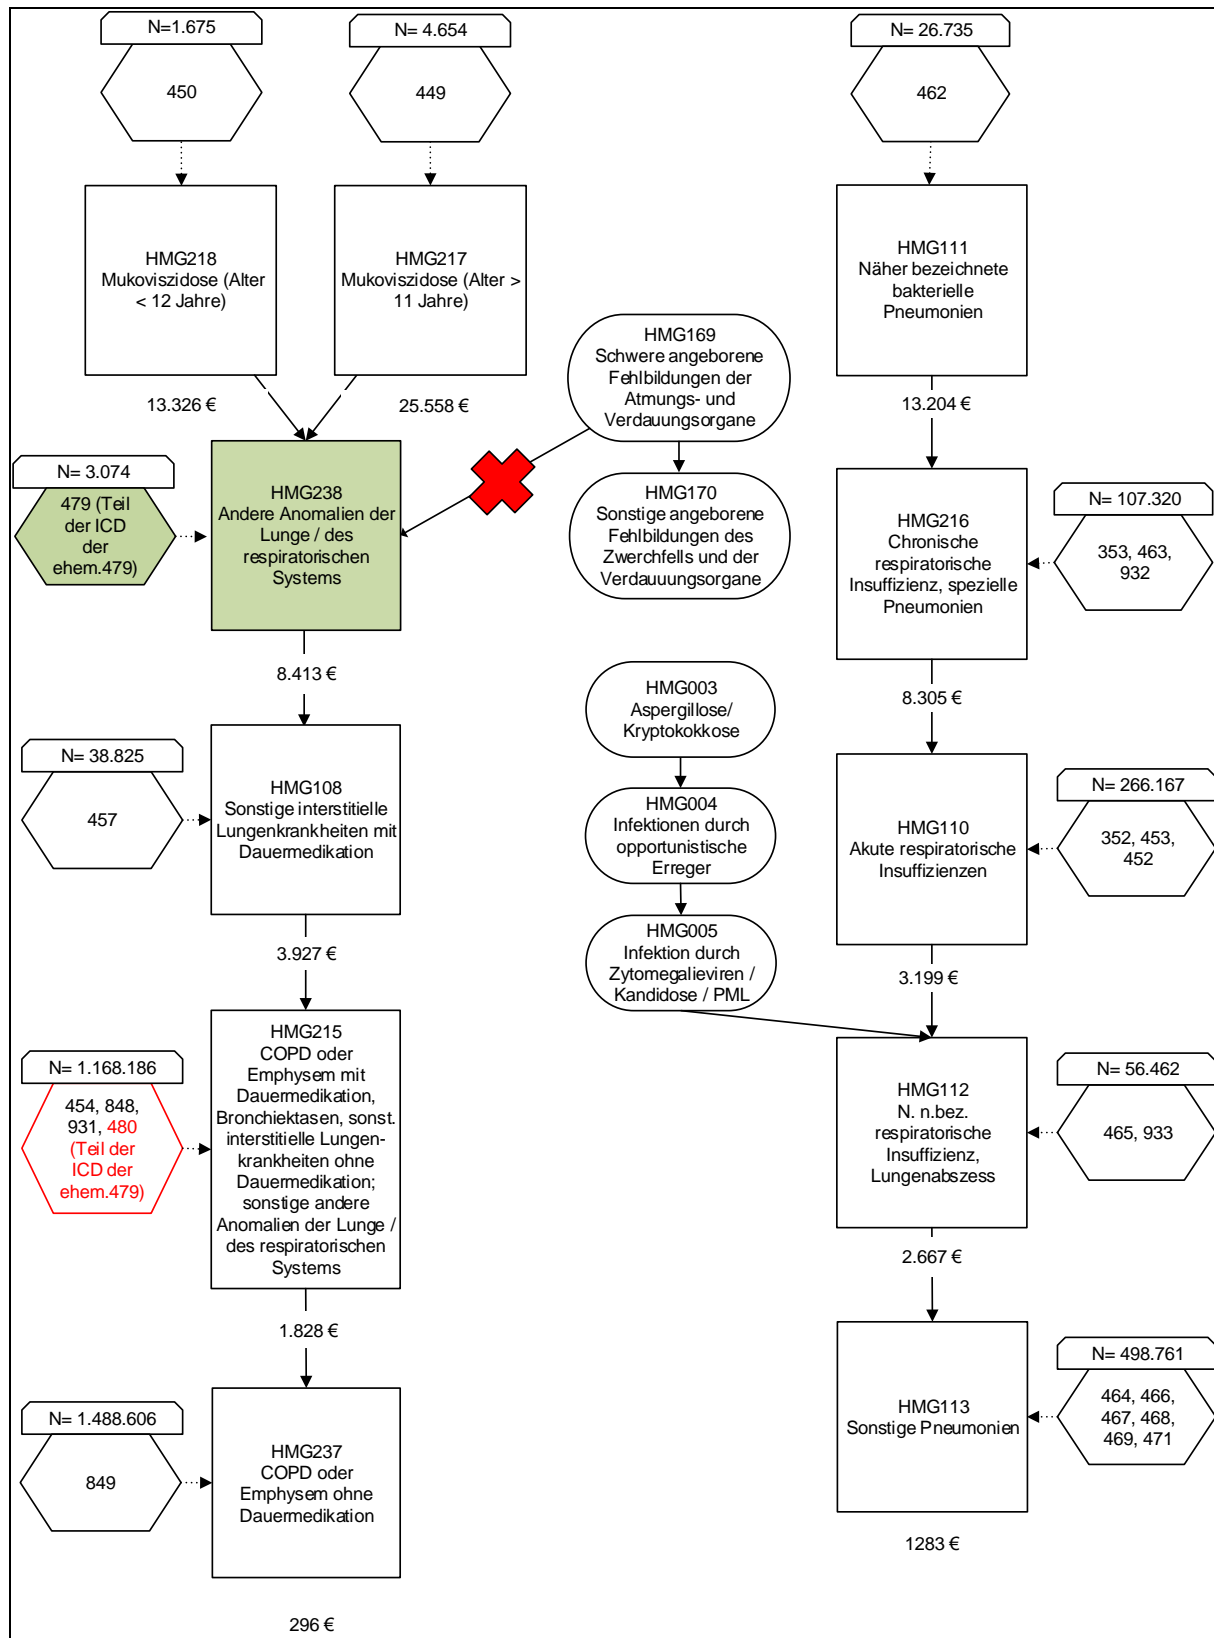 N=1.675
450
N= 4.654
449
N= 26.735
462
HMG218
Mukoviszidose (Alter
< 12 Jahre)
HMG217
Mukoviszidose (Alter >
11 Jahre)
HMG111
Näher bezeichnete
bakterielle
Pneumonien
13.326 €
25.558 €
13.204 €
HMG169
Schwere angeborene
Fehlbildungen der
Atmungs- und
Verdauungsorgane
N= 3.074
479 (Teil
der ICD
der
ehem.479)
HMG238
Andere Anomalien der
Lunge / des
respiratorischen
Systems
HMG170
Sonstige angeborene
Fehlbildungen des
Zwerchfells und der
Verdauuungsorgane
HMG216
Chronische
respiratorische
Insuffizienz, spezielle
Pneumonien
N= 107.320
353, 463,
932
8.413 €
8.305 €
HMG003
Aspergillose/
Kryptokokkose
N= 38.825
457
HMG108
Sonstige interstitielle
Lungenkrankheiten mit
Dauermedikation
HMG004
Infektionen durch
opportunistische
Erreger
HMG110
Akute respiratorische
Insuffizienzen
N= 266.167
352, 453,
452
3.927 €
3.199 €
HMG005
Infektion durch
Zytomegalieviren /
Kandidose / PML
N= 1.168.186
454, 848,
931, 480
(Teil der
ICD der
ehem.479)
HMG215
COPD oder
Emphysem mit
Dauermedikation,
Bronchiektasen, sonst.
interstitielle Lungen-
krankheiten ohne
Dauermedikation;
sonstige andere
Anomalien der Lunge /
des respiratorischen
Systems
HMG112
N. n.bez.
respiratorische
Insuffizienz,
Lungenabszess
N= 56.462
465, 933
1.828 €
2.667 €
N= 1.488.606
849
HMG237
COPD oder
Emphysem ohne
Dauermedikation
HMG113
Sonstige Pneumonien
N= 498.761
464, 466,
467, 468,
469, 471
296 €
1283 €